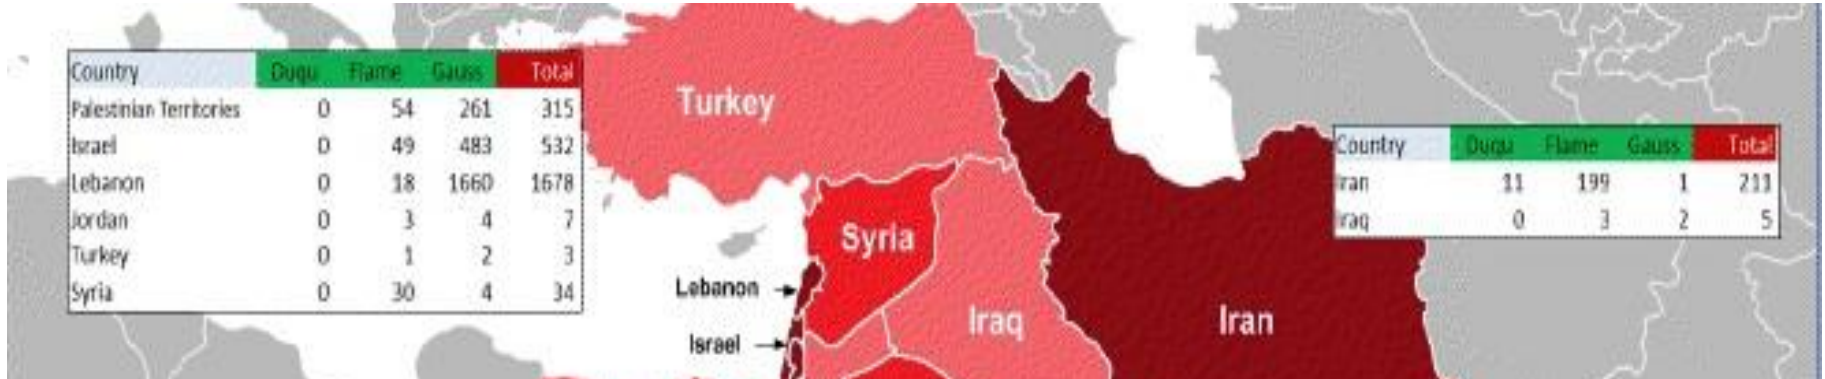 Country Duqu Flame Gauss Total
Palestinian Territories 0 54 261 315
Israel 0 49 483 532
Lebanon 0 18 1660 1678
Jordan 0 3 4 7
Turkey 0 1 2 3
Syria 0 30 4 34
Turkey
Country Duqu Flame Gauss Total
Iran 11 199 1 211
Iraq 0 3 2 5
Syria
Lebanon
Iraq
Iran
Israel